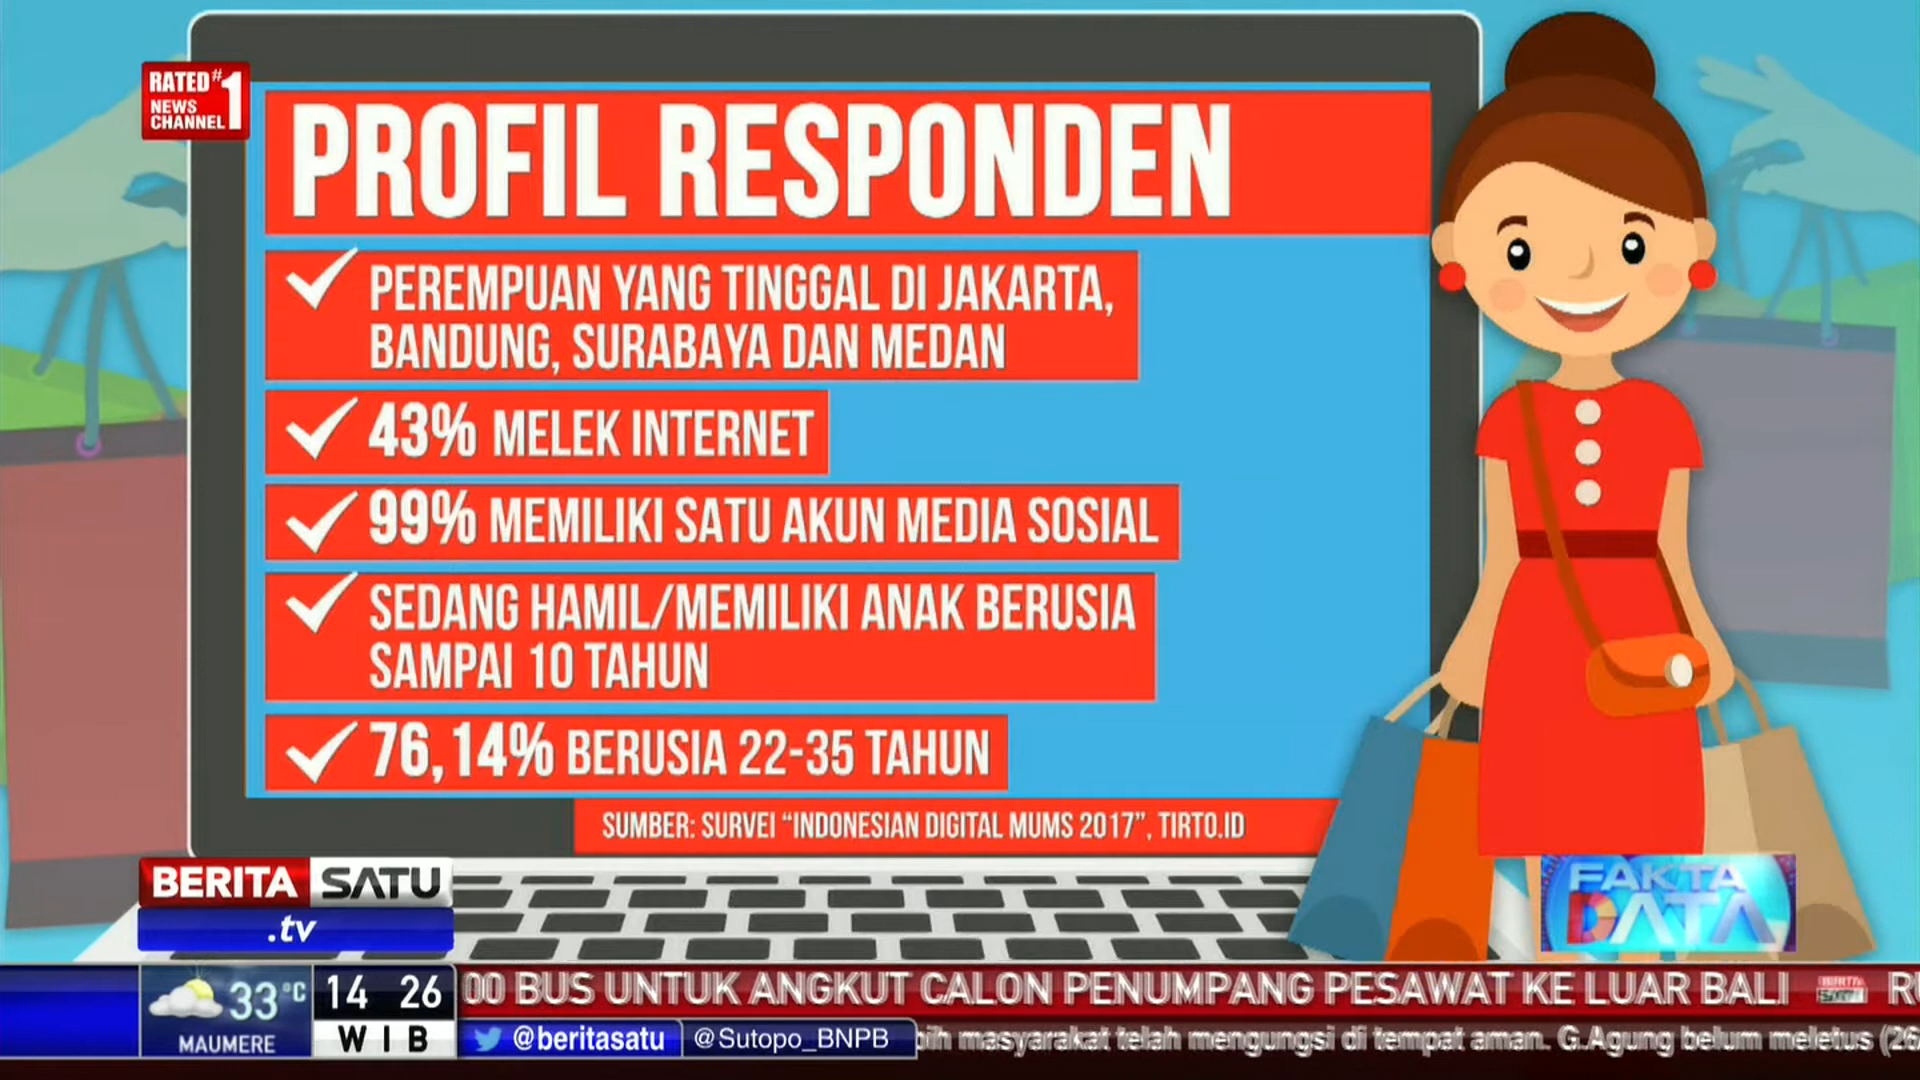 RATED #1
NEWS
CHANNEL
PROFIL RESPONDEN
PEREMPUAN YANG TINGGAL DI JAKARTA,
BANDUNG, SURABAYA DAN MEDAN
43% MELEK INTERNET
99% MEMILIKI SATU AKUN MEDIA SOSIAL
SEDANG HAMIL/MEMILIKI ANAK BERUSIA
SAMPAI 10 TAHUN
76,14% BERUSIA 22-35 TAHUN
SUMBER: SURVEI “INDONESIAN DIGITAL MUMS 2017”, TIRTO.ID
BERITA SATU
.tv
FAKTA
DATA
33°C
MAUMERE
14 26
WIB
00 BUS UNTUK ANGKUT CALON PENUMPANG PESAWAT KE LUAR BALI
BERITA
SATU
@beritasatu
@Sutopo_BNPB
masyarakat telah mengungsi di tempat aman. G.Agung belum meletus (26